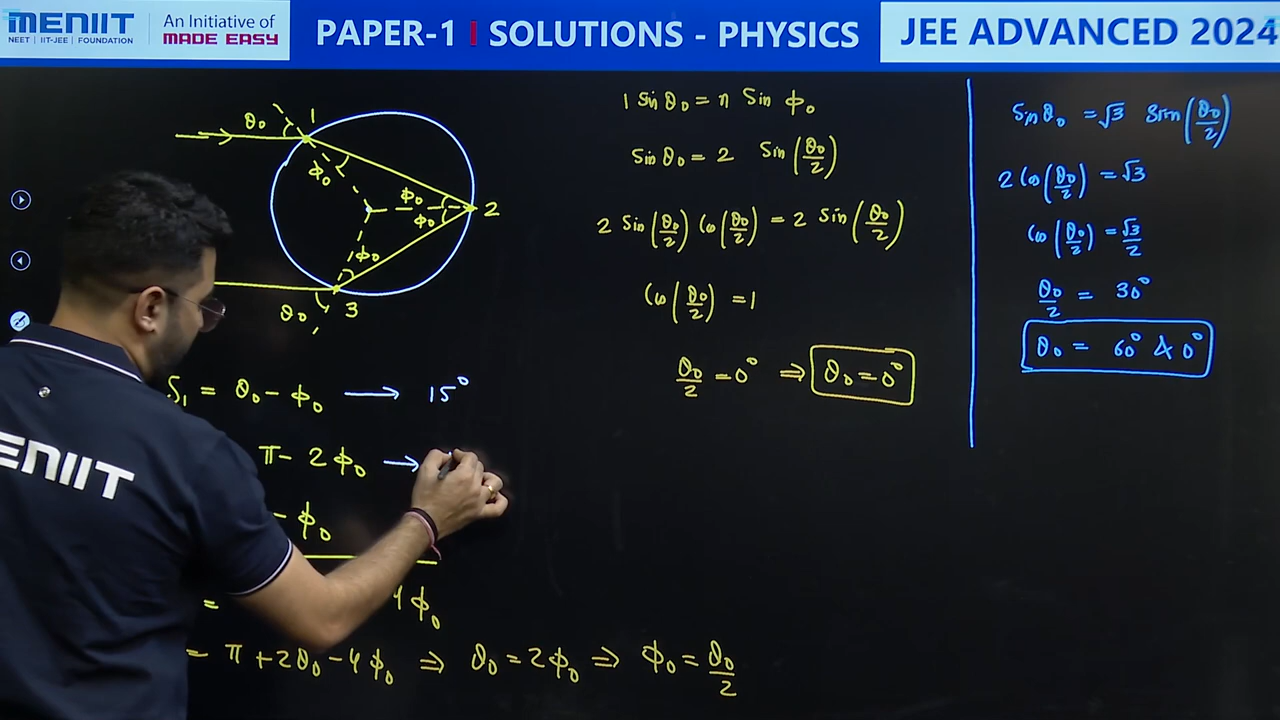 MENIIT
NEET | IIT-JEE | FOUNDATION
An Initiative of
MADE EASY
PAPER-1 | SOLUTIONS - PHYSICS
JEE ADVANCED 2024
θ₀ 1
ϕ₀
ϕ₀
ϕ₀
2
ϕ₀
θ₀ 3
δ₁ = θ₀ - ϕ₀ → 15°
π - 2ϕ₀ →
- ϕ₀
=
4ϕ₀
= π + 2θ₀ - 4ϕ₀ ⇒ θ₀ = 2ϕ₀ ⇒ ϕ₀ = θ₀/2
1 Sin θ₀ = n Sin ϕ₀
Sin θ₀ = 2 Sin(θ₀/2)
2 Sin(θ₀/2) Cos(θ₀/2) = 2 Sin(θ₀/2)
Cos(θ₀/2) = 1
θ₀/2 = 0° ⇒ θ₀ = 0°
Sin θ₀ = √3 Sin(θ₀/2)
2 Cos(θ₀/2) = √3
Cos(θ₀/2) = √3/2
θ₀/2 = 30°
θ₀ = 60° & 0°
ENIIT